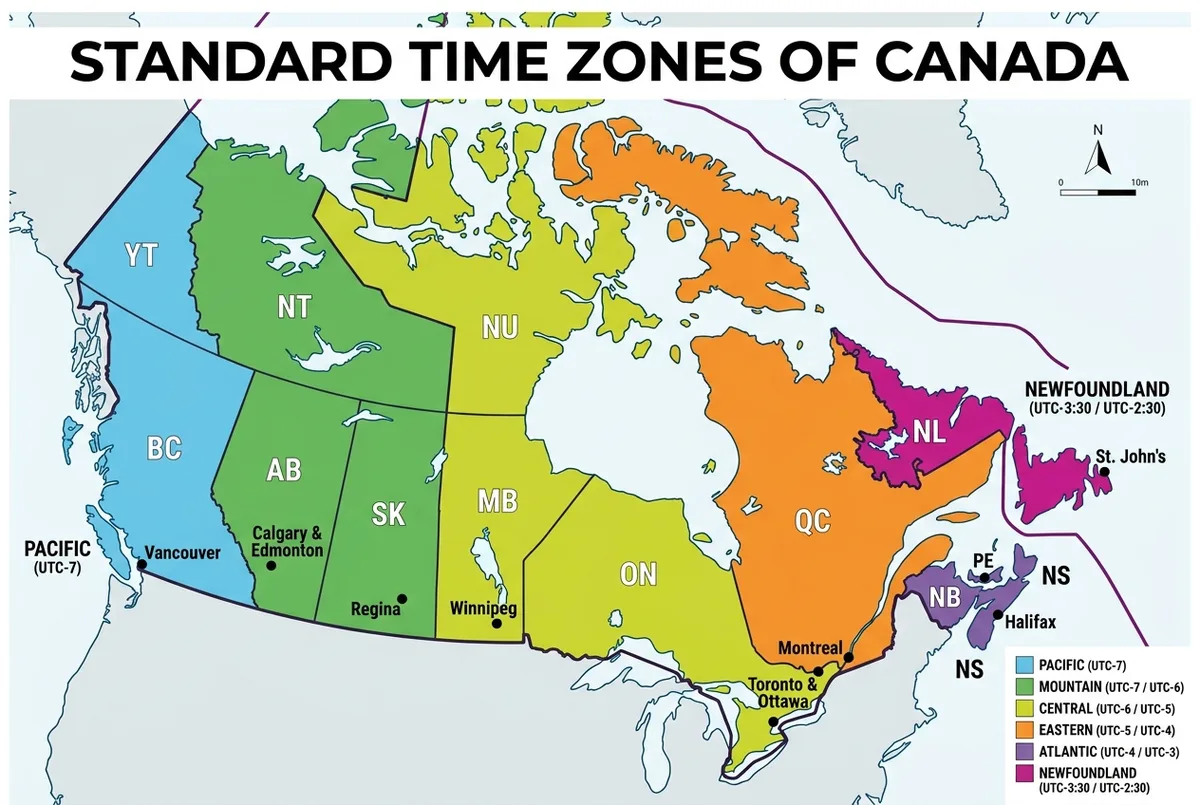 STANDARD TIME ZONES OF CANADA
N
0 10m
YT
NT
NU
NEWFOUNDLAND
(UTC-3:30 / UTC-2:30)
BC
AB
SK
MB
NL
St. John's
QC
PACIFIC
(UTC-7)
Vancouver
Calgary &
Edmonton
ON
PE
NS
NB
Regina
Winnipeg
Halifax
Montreal
NS
Toronto &
Ottawa
PACIFIC (UTC-7)
MOUNTAIN (UTC-7 / UTC-6)
CENTRAL (UTC-6 / UTC-5)
EASTERN (UTC-5 / UTC-4)
ATLANTIC (UTC-4 / UTC-3)
NEWFOUNDLAND
(UTC-3:30 / UTC-2:30)